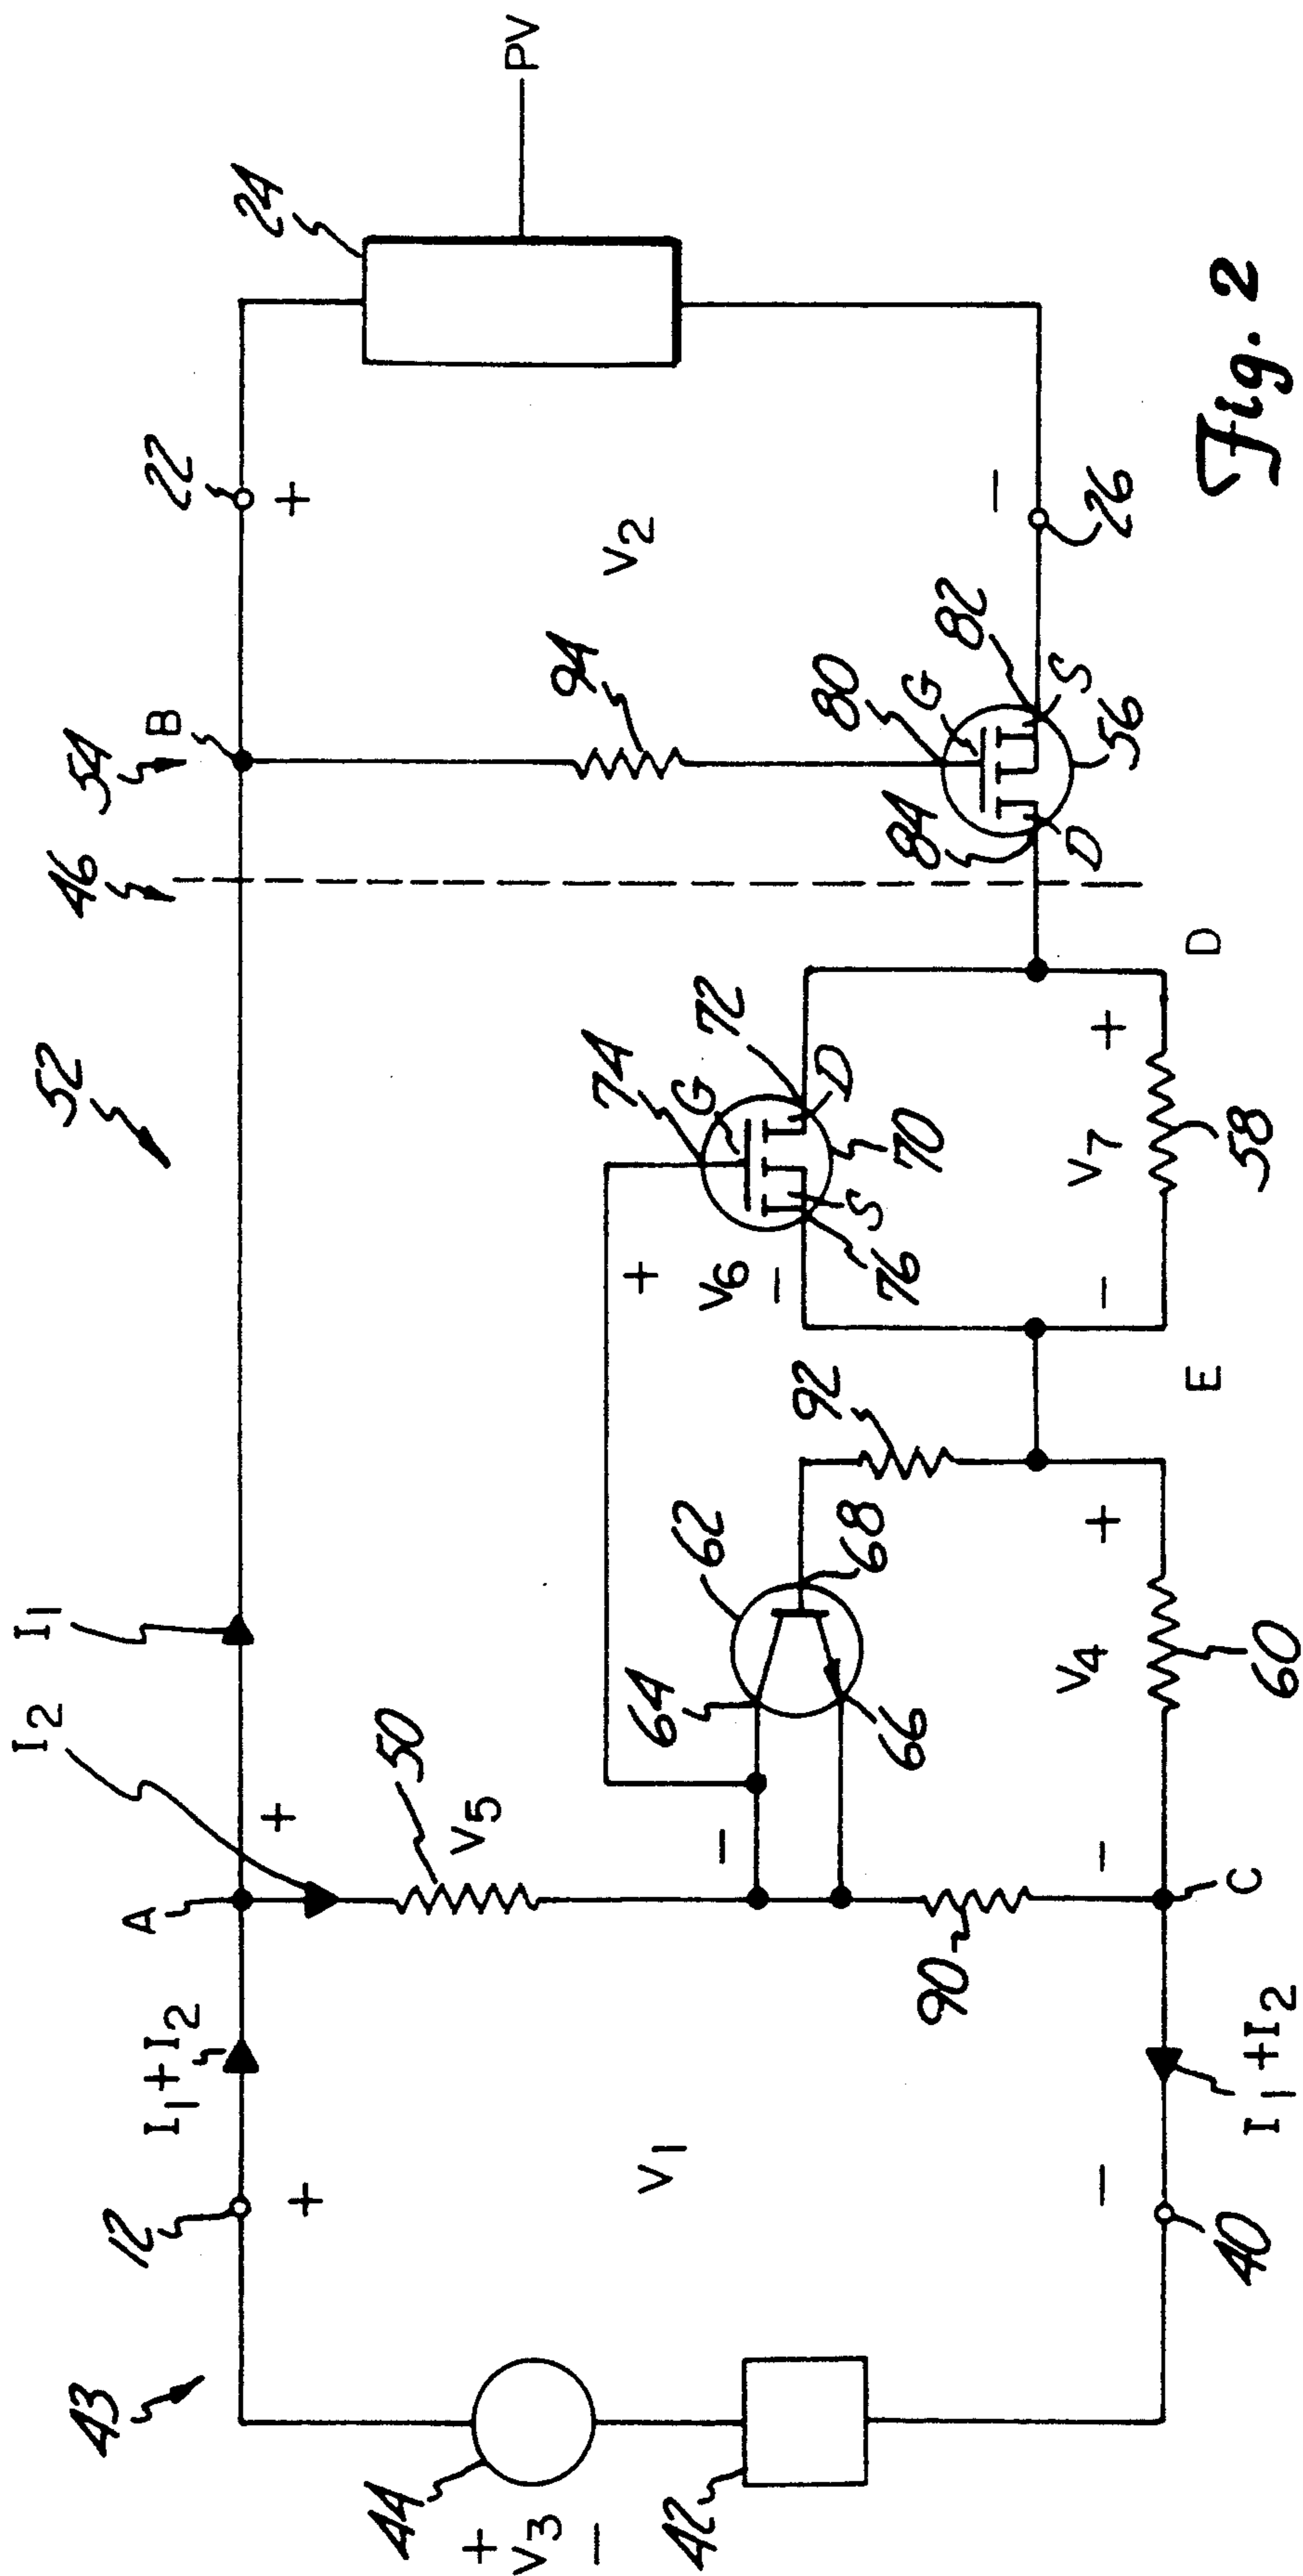 43
12
+
I₁+I₂
A
I₂
I₁
+
52
46
54
B
22
+
24
PV
44
+
V₃
−
42
V₁
50
V₅
−
64
62
66
68
92
+
V₆
−
74
G
72
D
70
S
76
94
V₂
80
G
84
D
82
S
56
−
26
90
−
V₄
+
60
E
−
V₇
+
58
D
C
−
40
I₁+I₂
Fig. 2